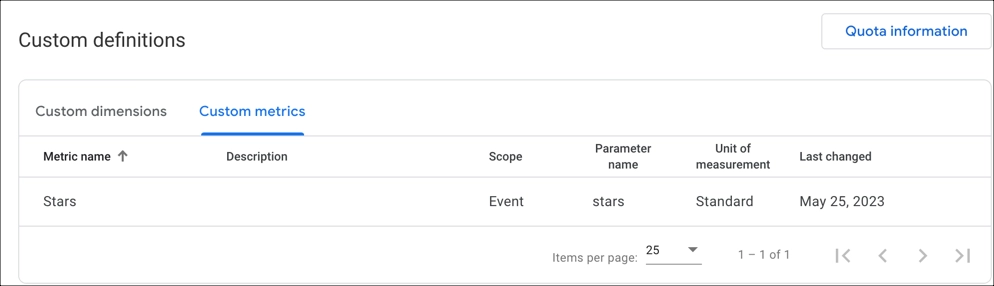 Custom definitions
Quota information
Custom dimensions Custom metrics
Metric name Description Scope Parameter name Unit of measurement Last changed
Stars Event stars Standard May 25, 2023
Items per page: 25 1 – 1 of 1